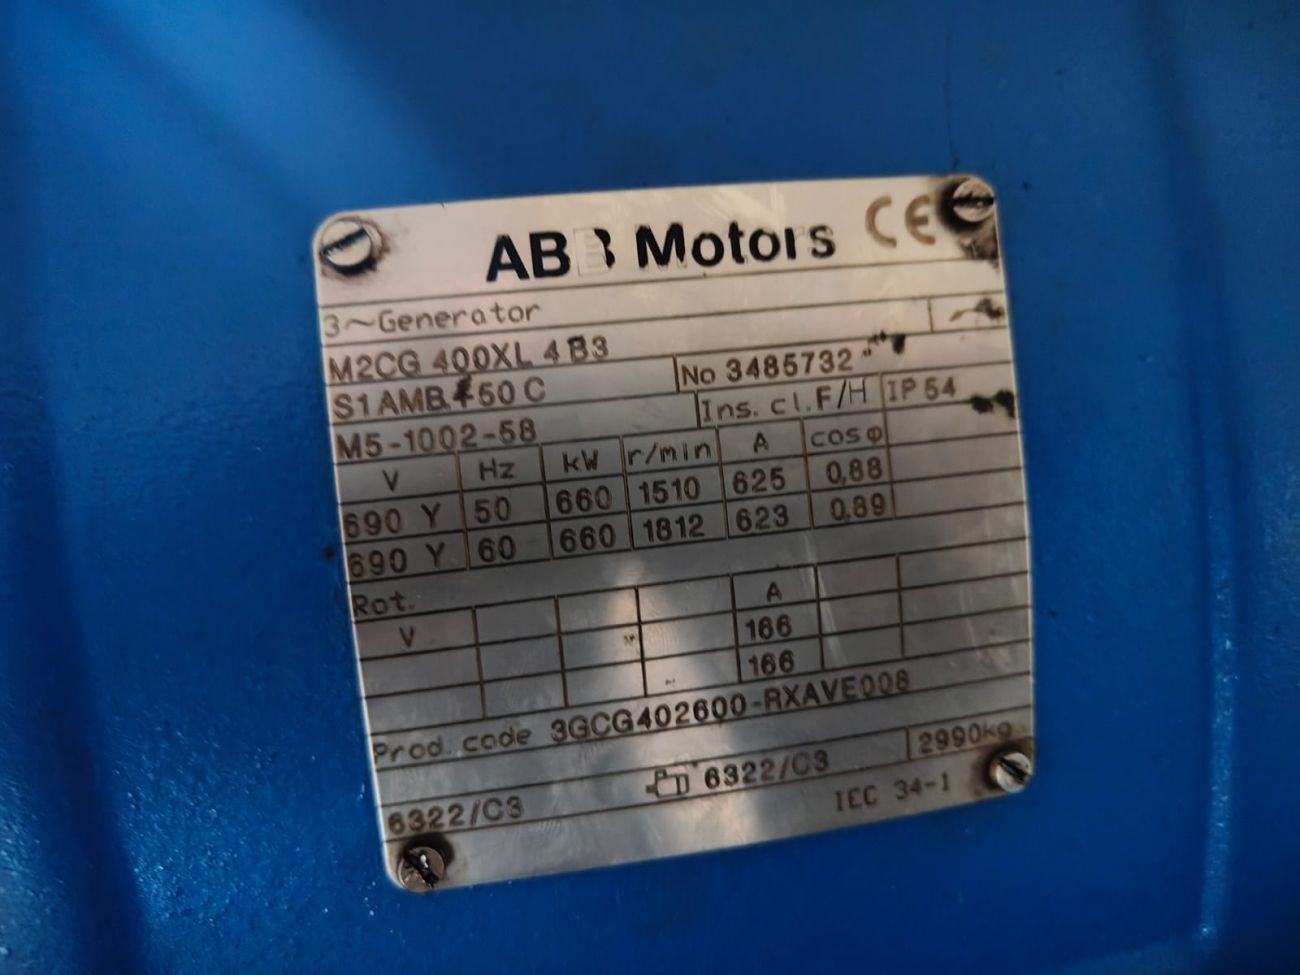 ABB Motors CE
3~Generator
M2CG 400XL 4 B3
No 3485732
S1 AMB. 50 C
Ins. cl. F/H IP 54
M5-1002-58
V Hz kW r/min A cos φ
690 Y 50 660 1510 625 0,88
690 Y 60 660 1812 623 0,89
Rot.
V A
166
166
Prod. code 3GCG402600-RXAVE008
6322/C3 6322/C3 2990kg
IEC 34-1